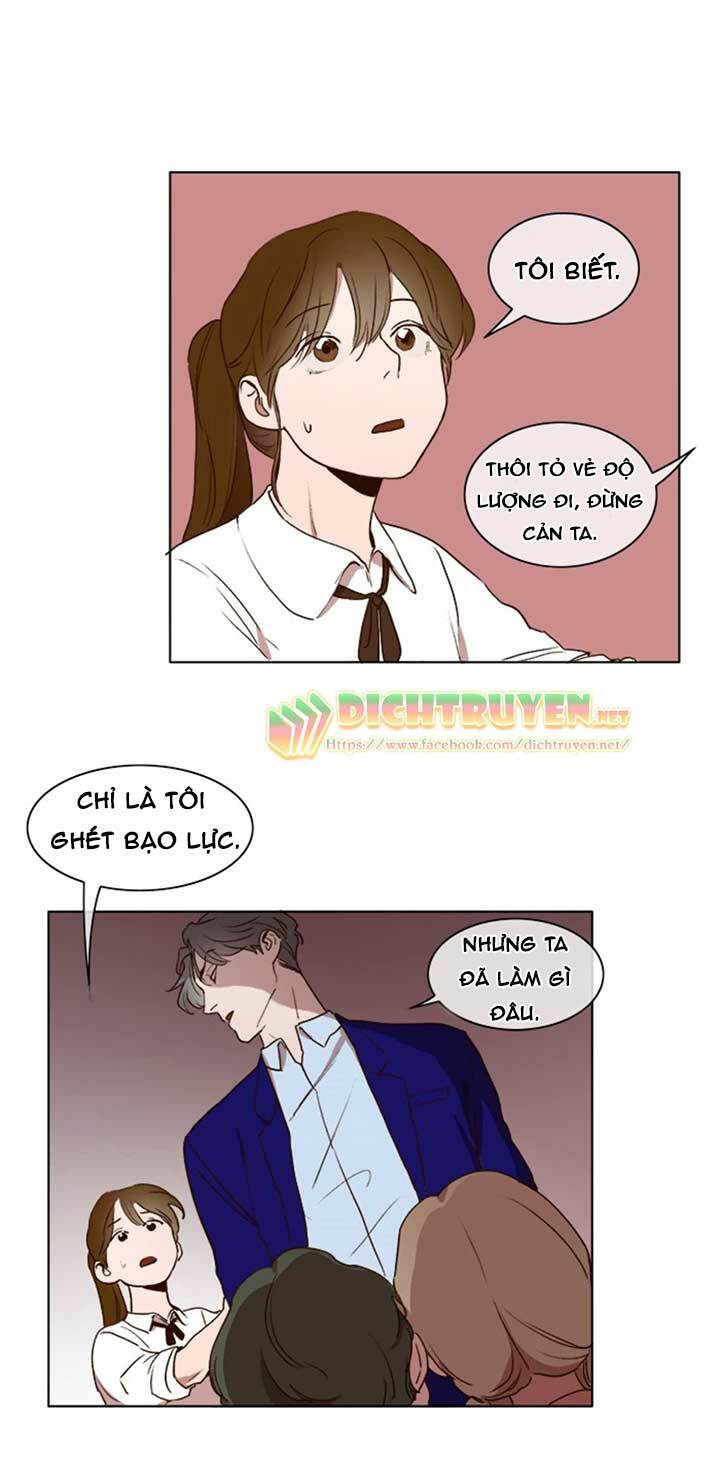 TÔI BIẾT.
THÔI TỎ VẺ ĐỘ
LƯỢNG ĐI, ĐỪNG
CẢN TA.
DICHTRUYEN.NET
Https://www.facebook.com/dichtruyen.net/
CHỈ LÀ TÔI
GHÉT BẠO LỰC.
NHƯNG TA
ĐÃ LÀM GÌ
ĐÂU.